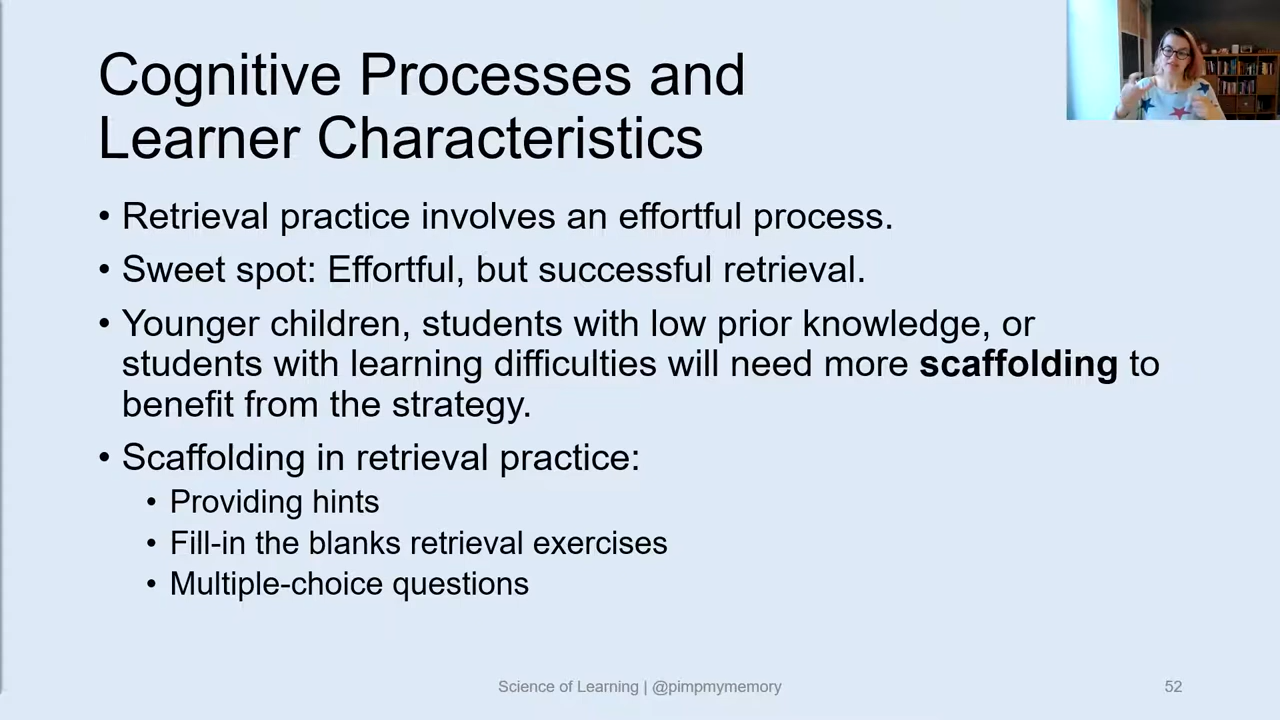 Cognitive Processes and
Learner Characteristics
• Retrieval practice involves an effortful process.
• Sweet spot: Effortful, but successful retrieval.
• Younger children, students with low prior knowledge, or
students with learning difficulties will need more scaffolding to
benefit from the strategy.
• Scaffolding in retrieval practice:
• Providing hints
• Fill-in the blanks retrieval exercises
• Multiple-choice questions
Science of Learning | @pimpmymemory
52